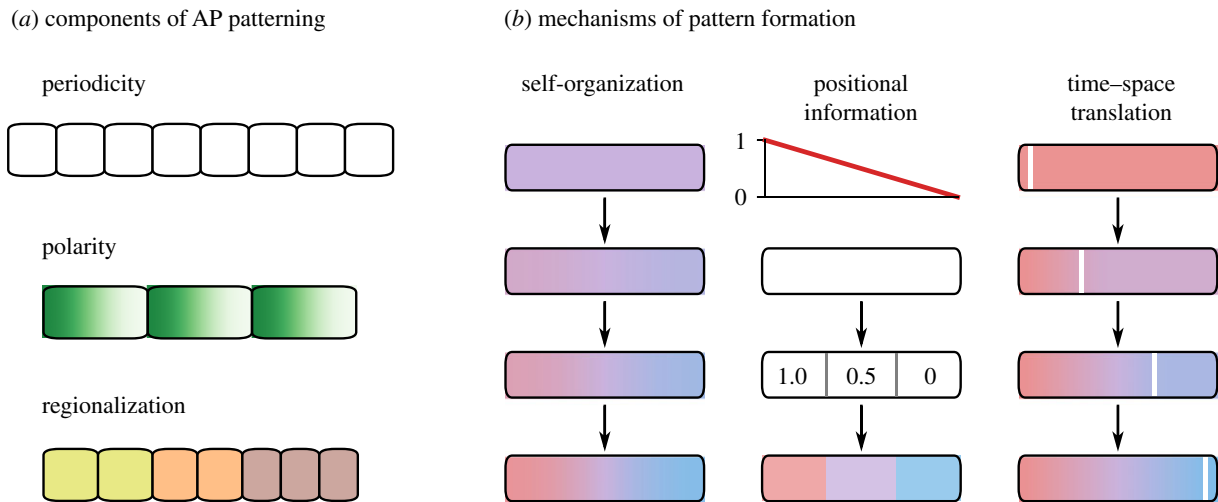 (a) components of AP patterning
periodicity
polarity
regionalization
(b) mechanisms of pattern formation
self-organization
positional
information
1
0
1.0 0.5 0
time–space
translation